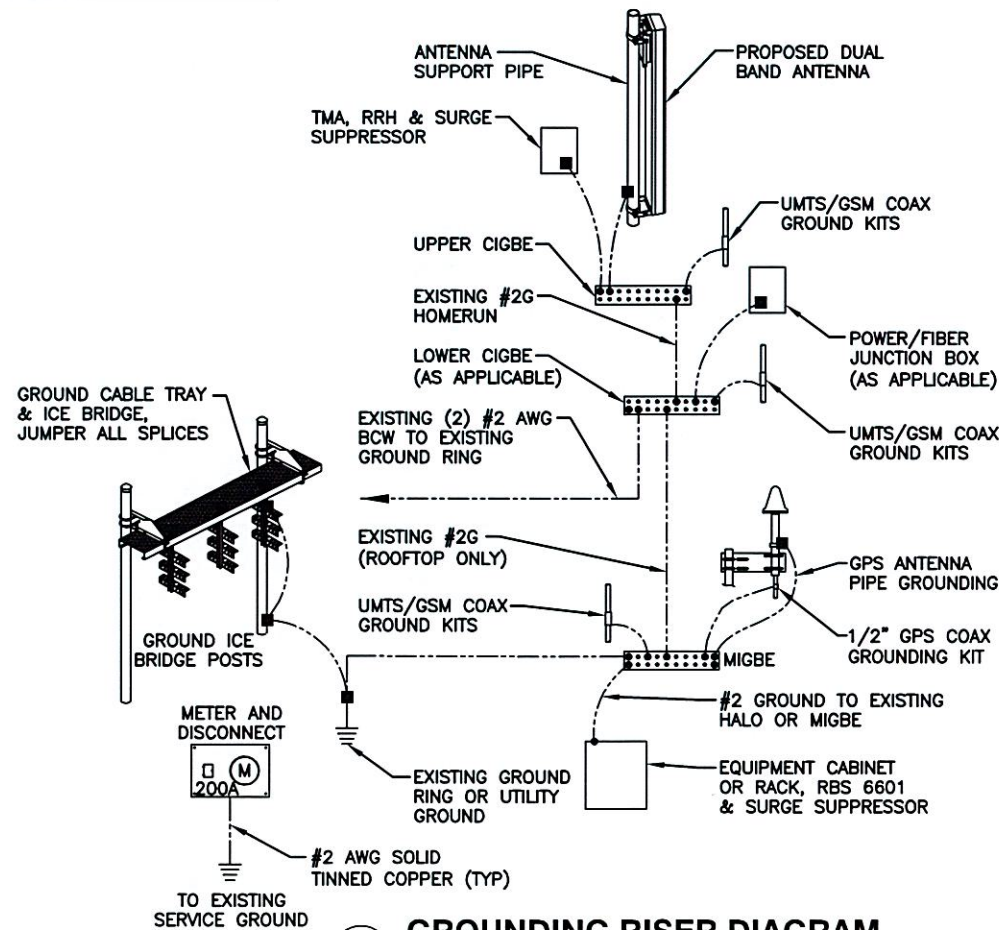 ANTENNA
SUPPORT PIPE
PROPOSED DUAL
BAND ANTENNA
TMA, RRH & SURGE
SUPPRESSOR
UMTS/GSM COAX
GROUND KITS
UPPER CIGBE
EXISTING #2G
HOMERUN
POWER/FIBER
JUNCTION BOX
(AS APPLICABLE)
LOWER CIGBE
(AS APPLICABLE)
GROUND CABLE TRAY
& ICE BRIDGE,
JUMPER ALL SPLICES
EXISTING (2) #2 AWG
BCW TO EXISTING
GROUND RING
UMTS/GSM COAX
GROUND KITS
EXISTING #2G
(ROOFTOP ONLY)
GPS ANTENNA
PIPE GROUNDING
UMTS/GSM COAX
GROUND KITS
1/2" GPS COAX
GROUNDING KIT
GROUND ICE
BRIDGE POSTS
MIGBE
#2 GROUND TO EXISTING
HALO OR MIGBE
METER AND
DISCONNECT
M
200A
EXISTING GROUND
RING OR UTILITY
GROUND
EQUIPMENT CABINET
OR RACK, RBS 6601
& SURGE SUPPRESSOR
#2 AWG SOLID
TINNED COPPER (TYP)
TO EXISTING
SERVICE GROUND
GROUNDING RISER DIAGRAM